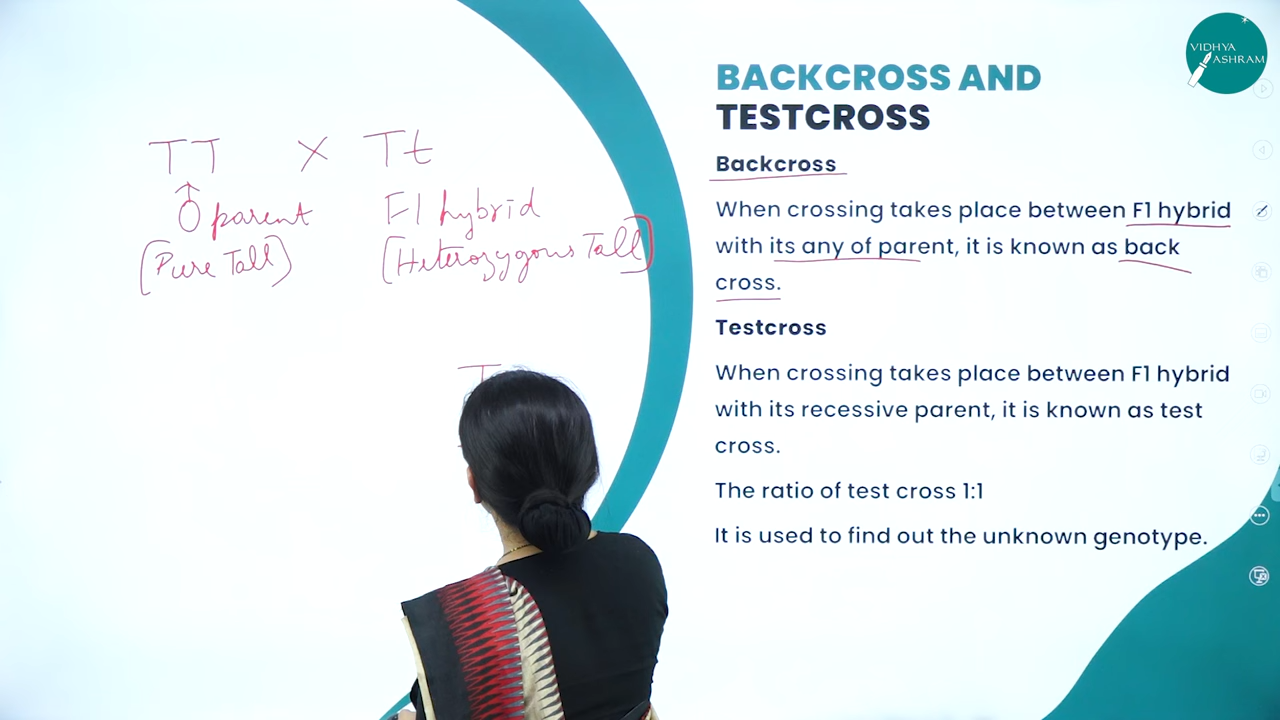 VIDHYA
ASHRAM
BACKCROSS AND
TESTCROSS
Backcross
When crossing takes place between F1 hybrid
with its any of parent, it is known as back
cross.
Testcross
When crossing takes place between F1 hybrid
with its recessive parent, it is known as test
cross.
The ratio of test cross 1:1
It is used to find out the unknown genotype.
TT × Tt
parent F1 hybrid
(Pure Tall) (Heterozygous Tall)
T